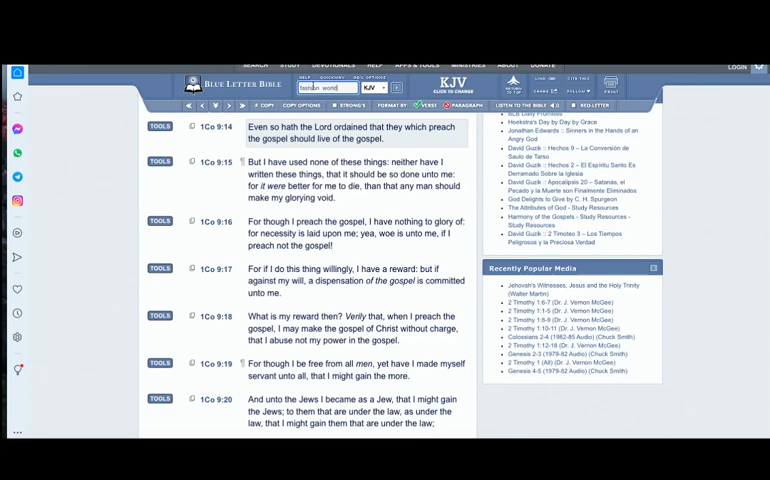 SEARCH STUDY DEVOTIONALS HELP APPS & TOOLS MINISTRIES ABOUT DONATE
LOGIN
BLUE LETTER BIBLE
HELP QUICKNAV ADV. OPTIONS
fashion world
KJV
KJV
CLICK TO CHANGE
RETURN TO TOP
LINK
CITE THIS
SHARE
FOLLOW
PRINT
COPY COPY OPTIONS STRONG'S FORMAT BY VERSE PARAGRAPH LISTEN TO THE BIBLE RED-LETTER
TOOLS 1Co 9:14 Even so hath the Lord ordained that they which preach
the gospel should live of the gospel.
TOOLS 1Co 9:15 ¶ But I have used none of these things: neither have I
written these things, that it should be so done unto me:
for it were better for me to die, than that any man should
make my glorying void.
TOOLS 1Co 9:16 For though I preach the gospel, I have nothing to glory of:
for necessity is laid upon me; yea, woe is unto me, if I
preach not the gospel!
TOOLS 1Co 9:17 For if I do this thing willingly, I have a reward: but if
against my will, a dispensation of the gospel is committed
unto me.
TOOLS 1Co 9:18 What is my reward then? Verily that, when I preach the
gospel, I may make the gospel of Christ without charge,
that I abuse not my power in the gospel.
TOOLS 1Co 9:19 ¶ For though I be free from all men, yet have I made myself
servant unto all, that I might gain the more.
TOOLS 1Co 9:20 And unto the Jews I became as a Jew, that I might gain
the Jews; to them that are under the law, as under the
law, that I might gain them that are under the law;
BCB Daily Promises
Hoekstra's Day by Day by Grace
Jonathan Edwards :: Sinners in the Hands of an
Angry God
David Guzik :: Hechos 9 – La Conversión de
Saulo de Tarso
David Guzik :: Hechos 2 – El Espíritu Santo Es
Derramado Sobre la Iglesia
David Guzik :: Apocalipsis 20 – Satanás, el
Pecado y la Muerte son Finalmente Eliminados
God Delights to Give by C. H. Spurgeon
The Attributes of God - Study Resources
Harmony of the Gospels - Study Resources -
Study Resources
David Guzik :: 2 Timoteo 3 – Los Tiempos
Peligrosos y la Preciosa Verdad
Recently Popular Media
Jehovah's Witnesses, Jesus and the Holy Trinity
(Walter Martin)
2 Timothy 1:6-7 (Dr. J. Vernon McGee)
2 Timothy 1:1-5 (Dr. J. Vernon McGee)
2 Timothy 1:8-9 (Dr. J. Vernon McGee)
2 Timothy 1:10-11 (Dr. J. Vernon McGee)
Colossians 2-4 (1982-85 Audio) (Chuck Smith)
2 Timothy 1:12-18 (Dr. J. Vernon McGee)
Genesis 2-3 (1979-82 Audio) (Chuck Smith)
2 Timothy 1 (All) (Dr. J. Vernon McGee)
Genesis 4-5 (1979-82 Audio) (Chuck Smith)